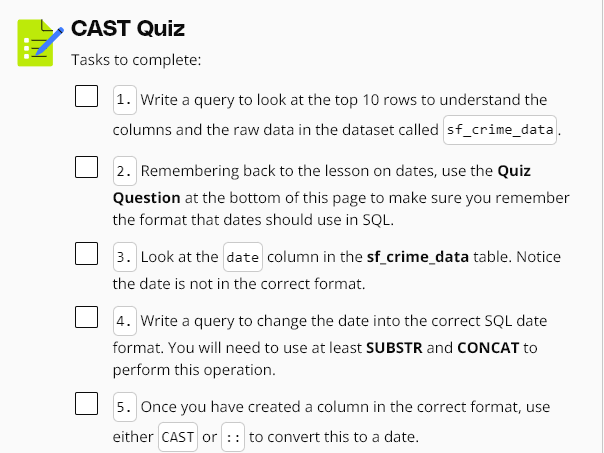 CAST Quiz
Tasks to complete:
1. Write a query to look at the top 10 rows to understand the
columns and the raw data in the dataset called sf_crime_data.
2. Remembering back to the lesson on dates, use the Quiz
Question at the bottom of this page to make sure you remember
the format that dates should use in SQL.
3. Look at the date column in the sf_crime_data table. Notice
the date is not in the correct format.
4. Write a query to change the date into the correct SQL date
format. You will need to use at least SUBSTR and CONCAT to
perform this operation.
5. Once you have created a column in the correct format, use
either CAST or :: to convert this to a date.